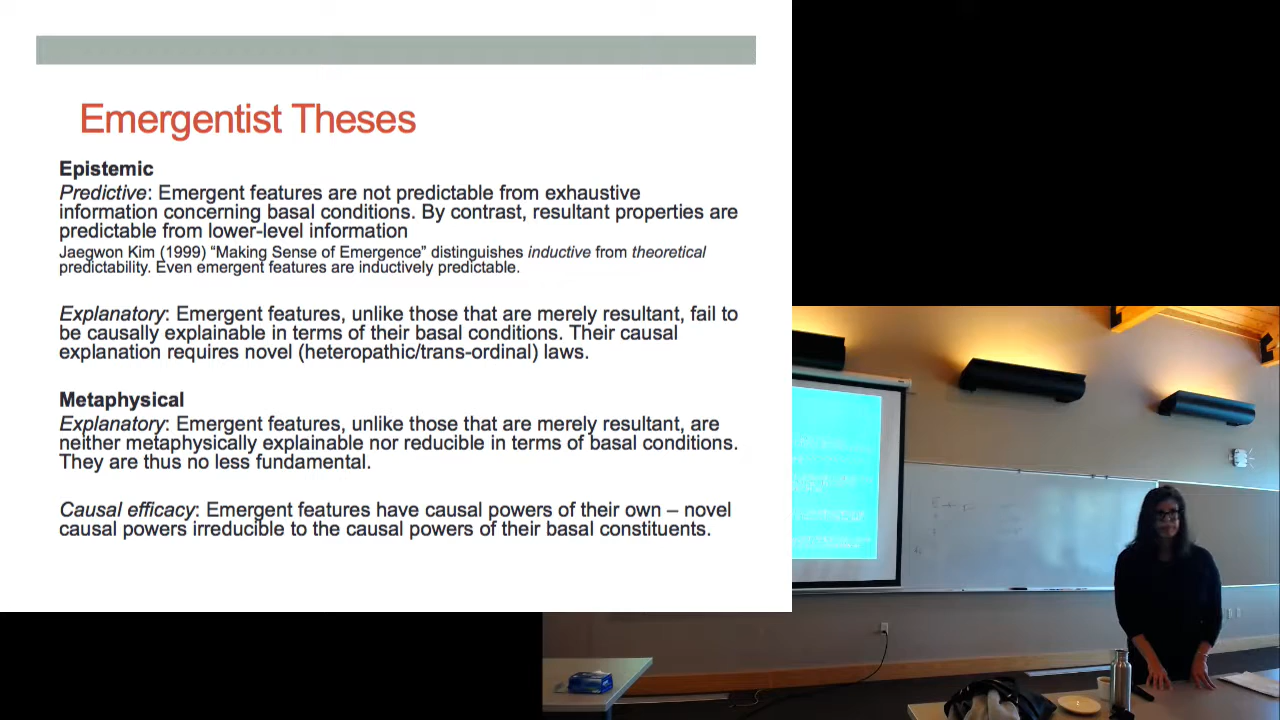 Emergentist Theses
Epistemic
Predictive: Emergent features are not predictable from exhaustive
information concerning basal conditions. By contrast, resultant properties are
predictable from lower-level information
Jaegwon Kim (1999) “Making Sense of Emergence” distinguishes inductive from theoretical
predictability. Even emergent features are inductively predictable.
Explanatory: Emergent features, unlike those that are merely resultant, fail to
be causally explainable in terms of their basal conditions. Their causal
explanation requires novel (heteropathic/trans-ordinal) laws.
Metaphysical
Explanatory: Emergent features, unlike those that are merely resultant, are
neither metaphysically explainable nor reducible in terms of basal conditions.
They are thus no less fundamental.
Causal efficacy: Emergent features have causal powers of their own – novel
causal powers irreducible to the causal powers of their basal constituents.